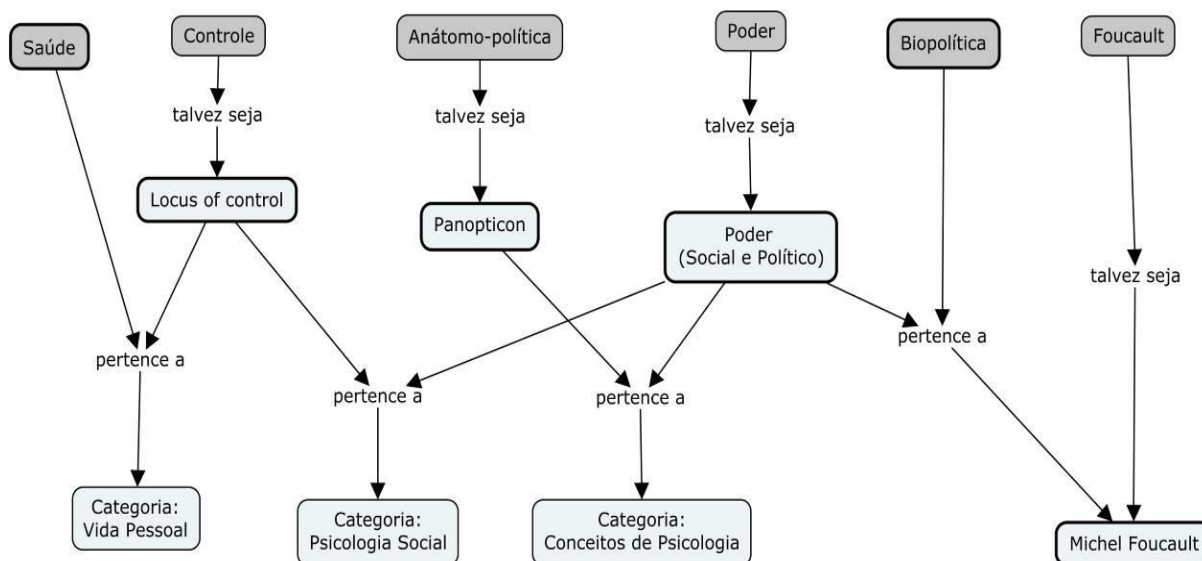 Saúde
Controle
Anátomo-política
Poder
Biopolítica
Foucault
talvez seja
talvez seja
talvez seja
Locus of control
Panopticon
Poder
(Social e Político)
talvez seja
pertence a
pertence a
pertence a
pertence a
Categoria:
Vida Pessoal
Categoria:
Psicologia Social
Categoria:
Conceitos de Psicologia
Michel Foucault